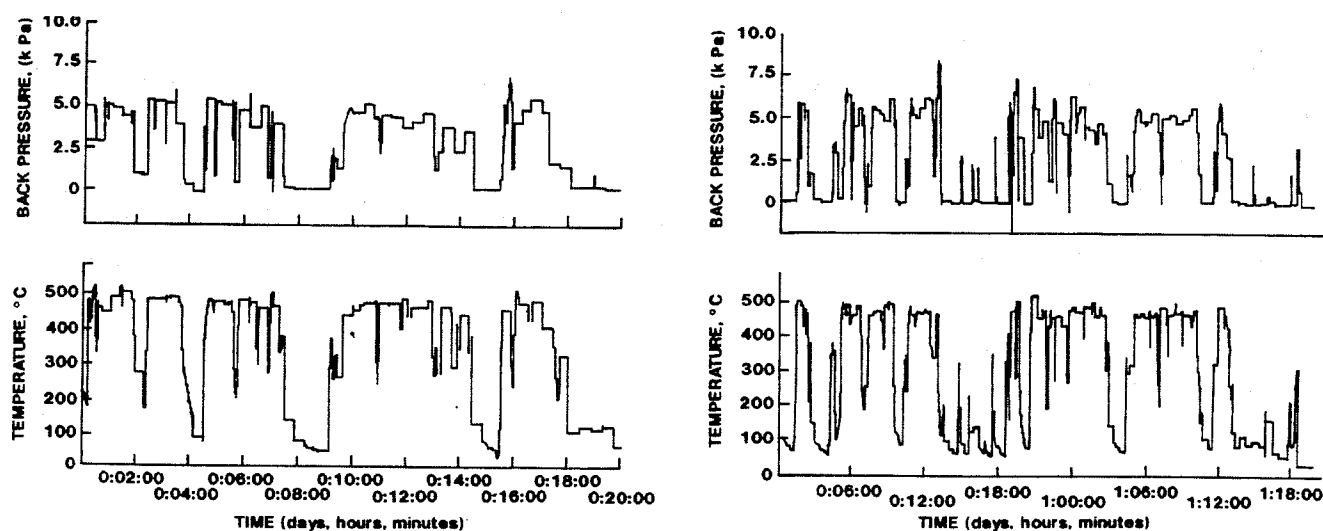 10.0
7.5
5.0
2.5
0
BACK PRESSURE, (k Pa)
500
400
300
200
100
0
TEMPERATURE, °C
0:02:00 0:06:00 0:10:00 0:14:00 0:18:00
0:04:00 0:08:00 0:12:00 0:16:00 0:20:00
TIME (days, hours, minutes)
10.0
7.5
5.0
2.5
0
BACK PRESSURE, (k Pa)
500
400
300
200
100
0
TEMPERATURE, °C
0:06:00 0:18:00 1:06:00 1:18:00
0:12:00 1:00:00 1:12:00
TIME (days, hours, minutes)